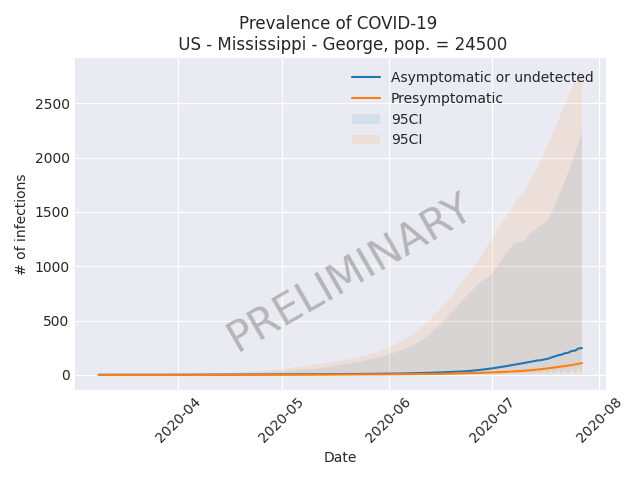 Prevalence of COVID-19
US - Mississippi - George, pop. = 24500
Asymptomatic or undetected
Presymptomatic
95CI
95CI
2500
2000
1500
1000
500
0
# of infections
PRELIMINARY
2020-04
2020-05
2020-06
2020-07
2020-08
Date